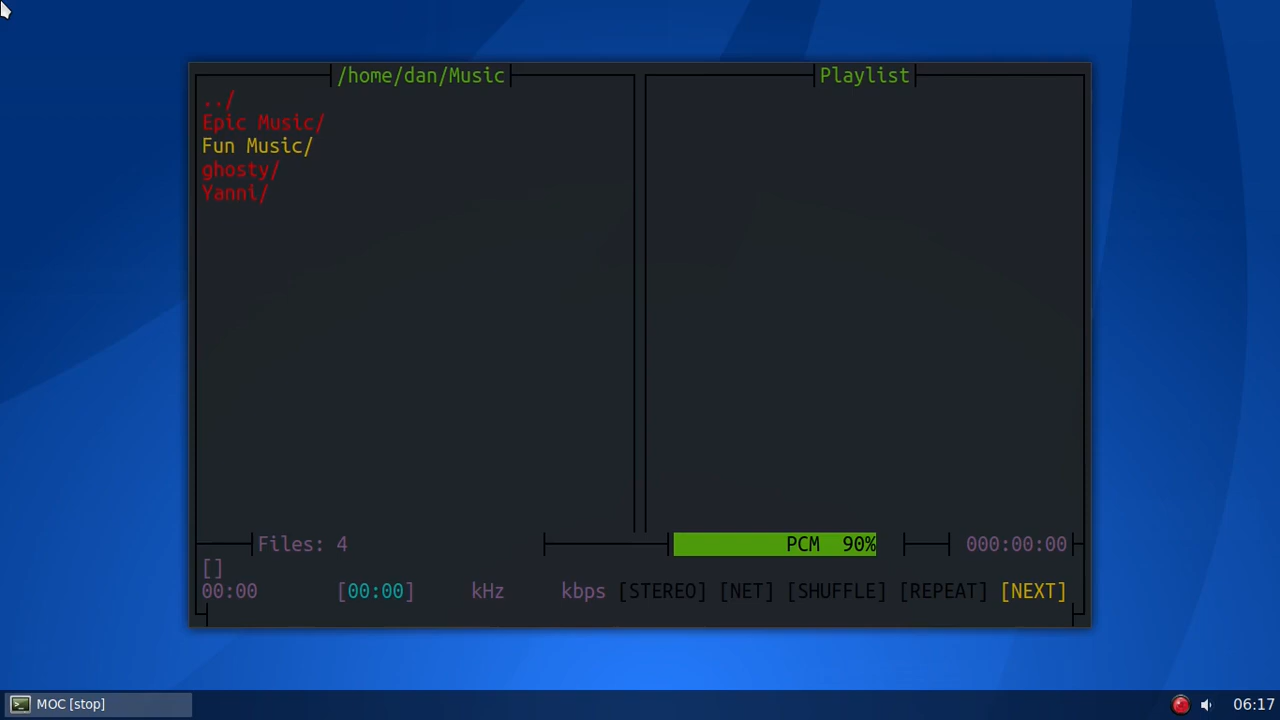 /home/dan/Music
../
Epic Music/
Fun Music/
ghosty/
Yanni/
Playlist
Files: 4 PCM 90% 000:00:00
[]
00:00 [00:00] kHz kbps [STEREO] [NET] [SHUFFLE] [REPEAT] [NEXT]
MOC [stop] 06:17